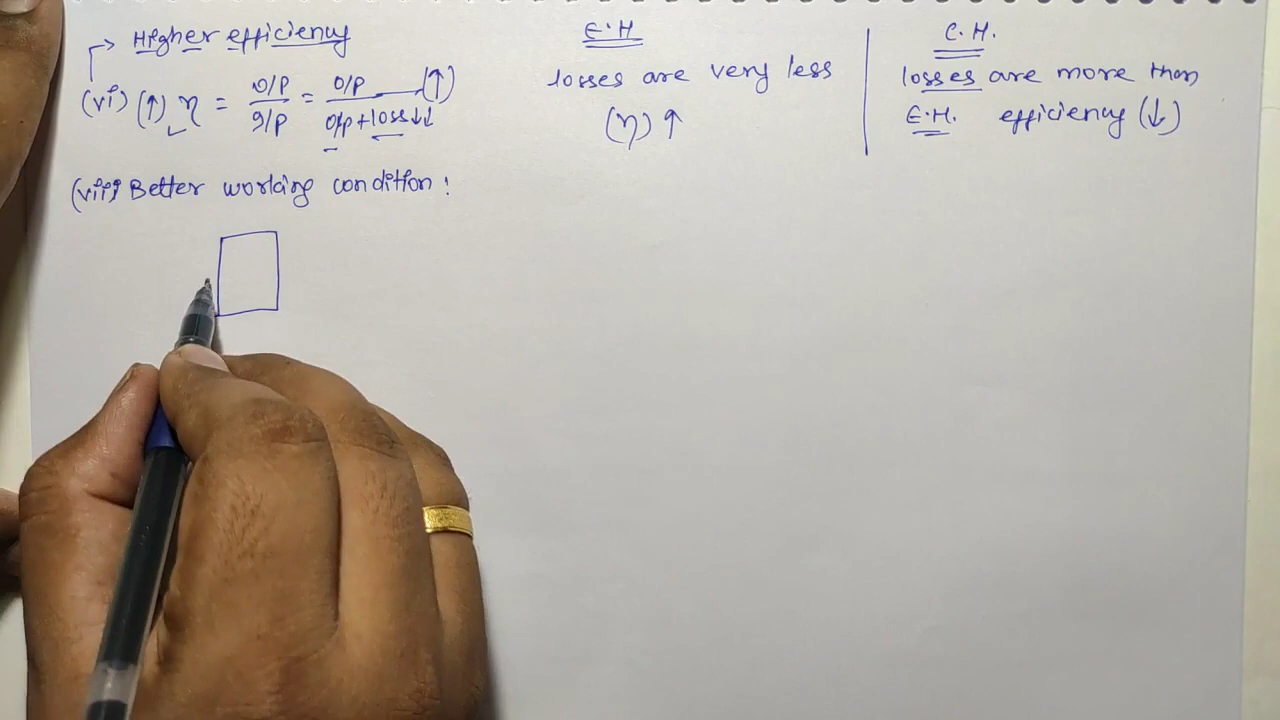 Higher efficiency
(vi) (↑) η = O/P / I/P = O/P / O/P + loss↓↓ (↑)
(vii) Better working condition :
E.H
losses are very less
(η) ↑
C.H.
losses are more than
E.H. efficiency (↓)